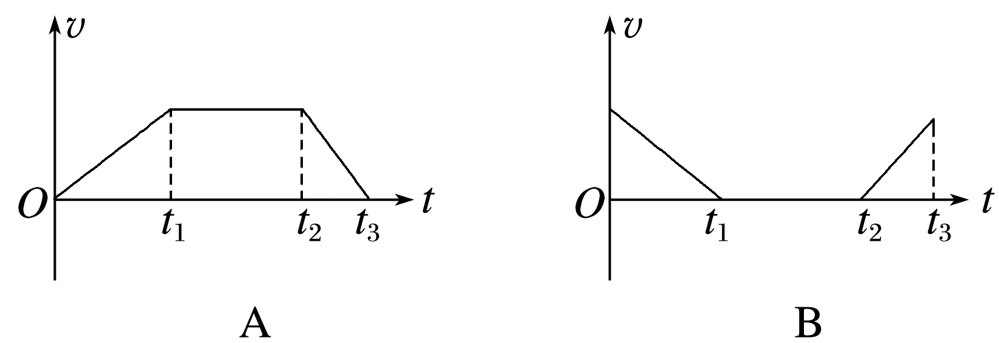 v v
O t O t
t₁ t₂ t₃ t₁ t₂ t₃
A B